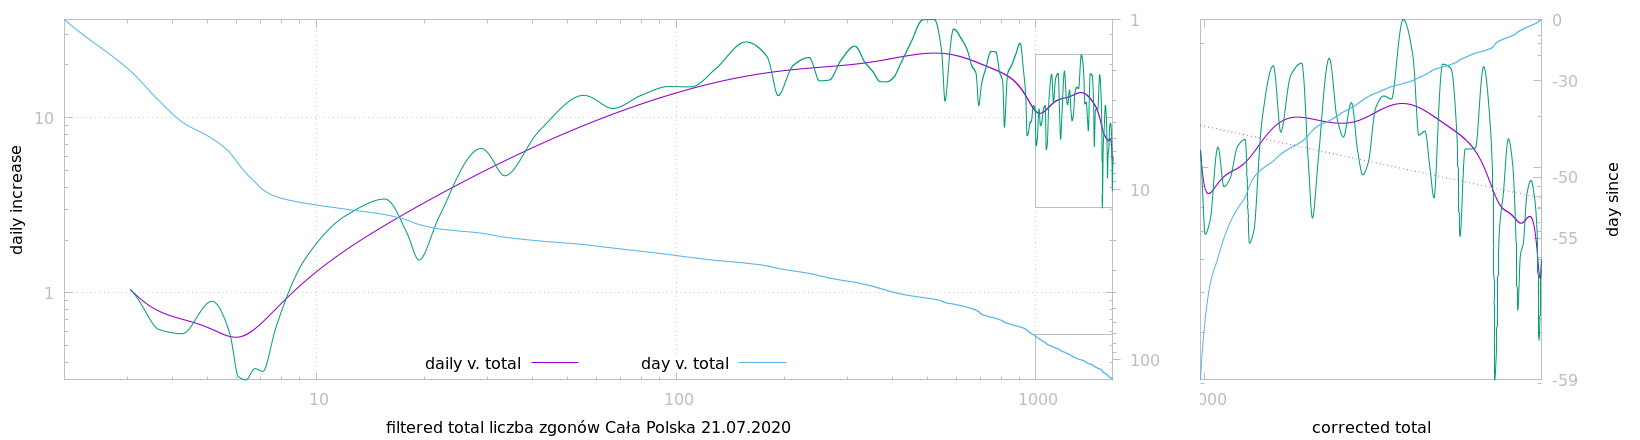 1
0
10
-30
daily increase
10
-50
day since
-55
1
daily v. total
day v. total
100
-59
10
100
1000
000
filtered total liczba zgonów Cała Polska 21.07.2020
corrected total